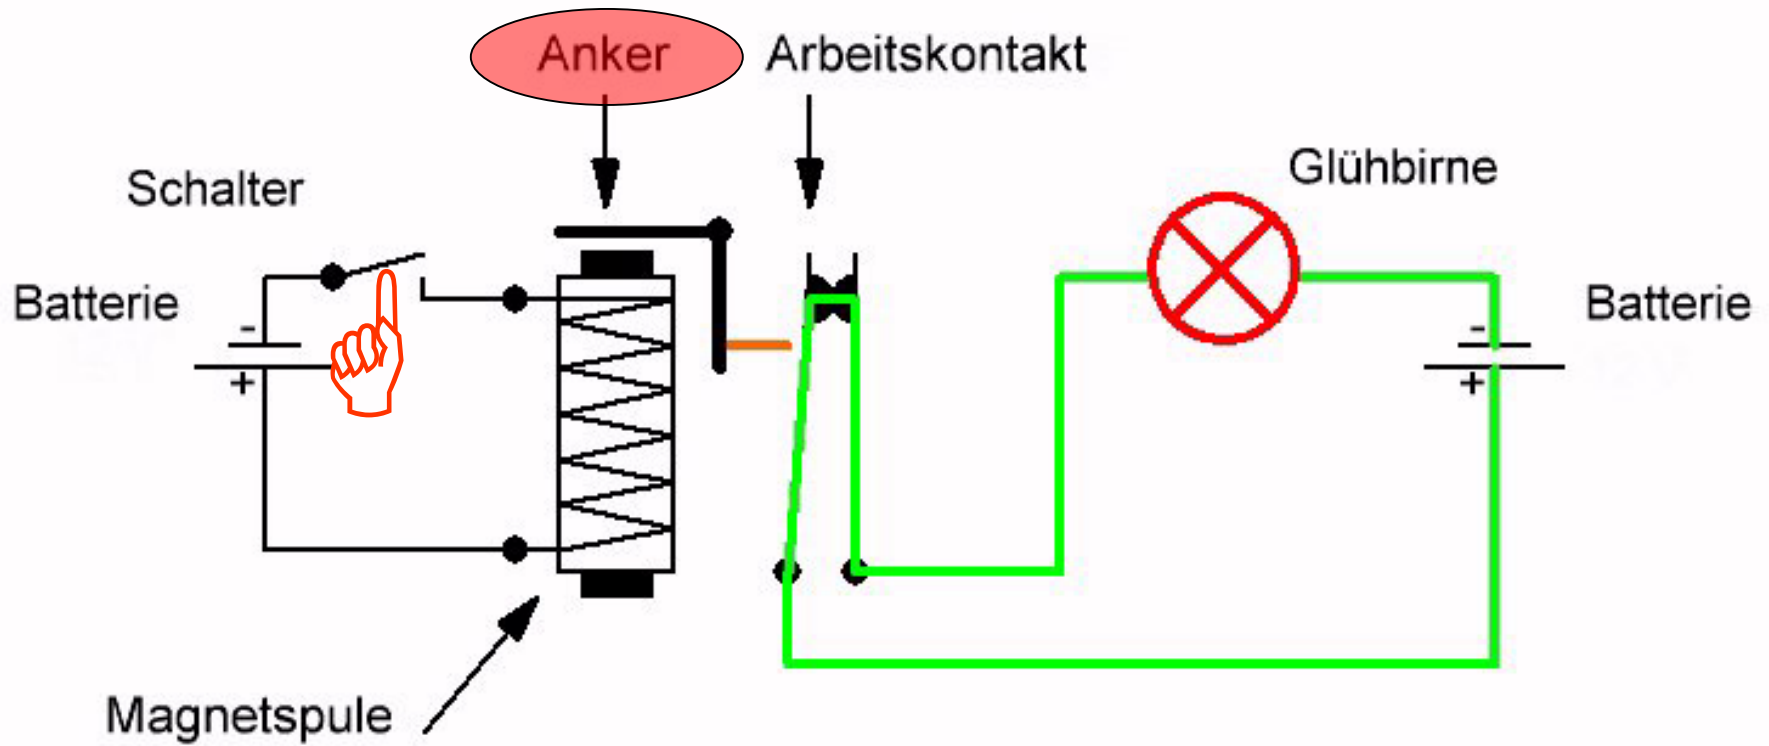 Anker
Arbeitskontakt
Schalter
Glühbirne
Batterie
-
+
Batterie
-
+
Magnetspule